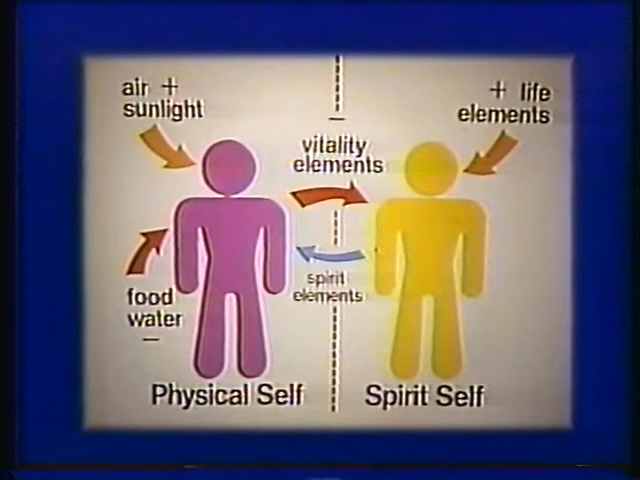 air +
sunlight
+ life
elements
−
vitality
elements
spirit
elements
food
water
−
Physical Self
Spirit Self